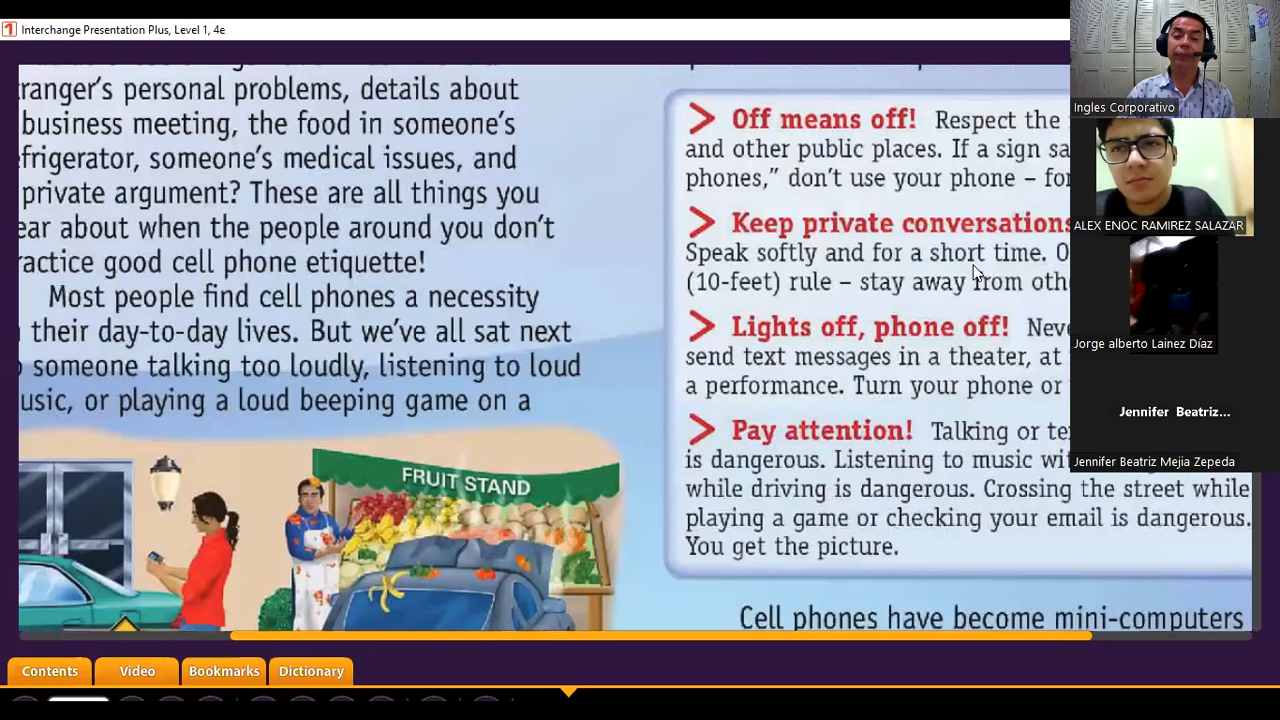 Interchange Presentation Plus, Level 1, 4e
tranger's personal problems, details about
business meeting, the food in someone's
efrigerator, someone's medical issues, and
private argument? These are all things you
ear about when the people around you don't
ractice good cell phone etiquette!
Most people find cell phones a necessity
their day-to-day lives. But we've all sat next
someone talking too loudly, listening to loud
usic, or playing a loud beeping game on a
FRUIT STAND
> Off means off! Respect the
and other public places. If a sign sa
phones," don't use your phone – for
> Keep private conversations
Speak softly and for a short time. O
(10-feet) rule – stay away from oth
> Lights off, phone off! Neve
send text messages in a theater, at
a performance. Turn your phone or
> Pay attention! Talking or te
is dangerous. Listening to music wit
while driving is dangerous. Crossing the street while
playing a game or checking your email is dangerous.
You get the picture.
Cell phones have become mini-computers
Ingles Corporativo
ALEX ENOC RAMIREZ SALAZAR
Jorge alberto Lainez Díaz
Jennifer Beatriz...
Jennifer Beatriz Mejia Zepeda
Contents
Video
Bookmarks
Dictionary